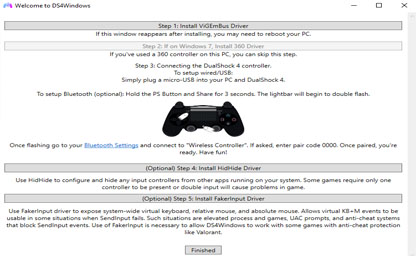 Welcome to DS4Windows
Step 1: Install ViGEmBus Driver
If this window reappears after installing, you may need to reboot your PC.
Step 2: If on Windows 7, Install 360 Driver
If you've used a 360 controller on this PC, you can skip this step.
Step 3: Connecting the DualShock 4 controller.
To setup wired/USB:
Simply plug a micro-USB into your PC and DualShock 4.
To setup Bluetooth (optional): Hold the PS Button and Share for 3 seconds. The lightbar will begin to double flash.
Once flashing go to your Bluetooth Settings and connect to "Wireless Controller". If asked, enter pair code 0000. Once paired, you're
ready. Have fun!
(Optional) Step 4: Install HidHide Driver
Use HidHide to configure and hide any input controllers from other apps running on your system. Some games require only one
controller to be present or double input will cause problems in game.
(Optional) Step 5: Install FakerInput Driver
Use FakerInput driver to expose system-wide virtual keyboard, relative mouse, and absolute mouse. Allows virtual KB+M events to be
usable in some situations when SendInput fails. Such situations are elevated process and games, UAC prompts, and anti-cheat systems
that block SendInput events. Use of FakerInput is necessary to allow DS4Windows to work with some games with anti-cheat protection
like Valorant.
Finished